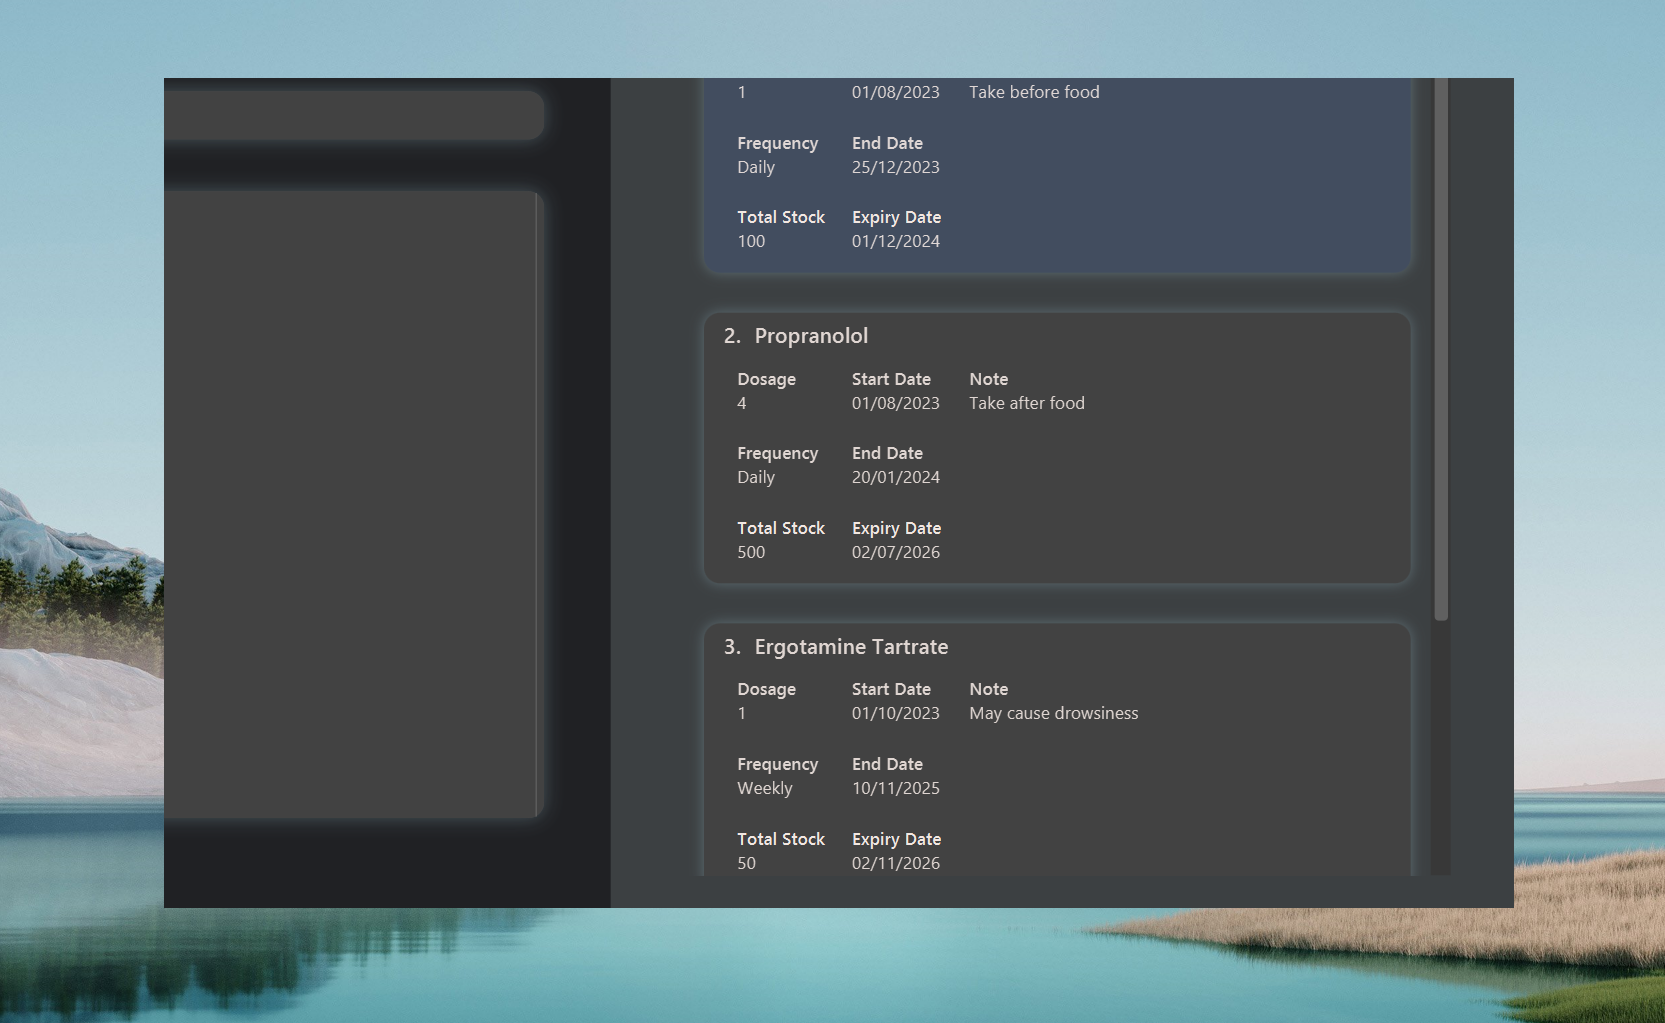 1 01/08/2023 Take before food
Frequency End Date
Daily 25/12/2023
Total Stock Expiry Date
100 01/12/2024
2. Propranolol
Dosage Start Date Note
4 01/08/2023 Take after food
Frequency End Date
Daily 20/01/2024
Total Stock Expiry Date
500 02/07/2026
3. Ergotamine Tartrate
Dosage Start Date Note
1 01/10/2023 May cause drowsiness
Frequency End Date
Weekly 10/11/2025
Total Stock Expiry Date
50 02/11/2026